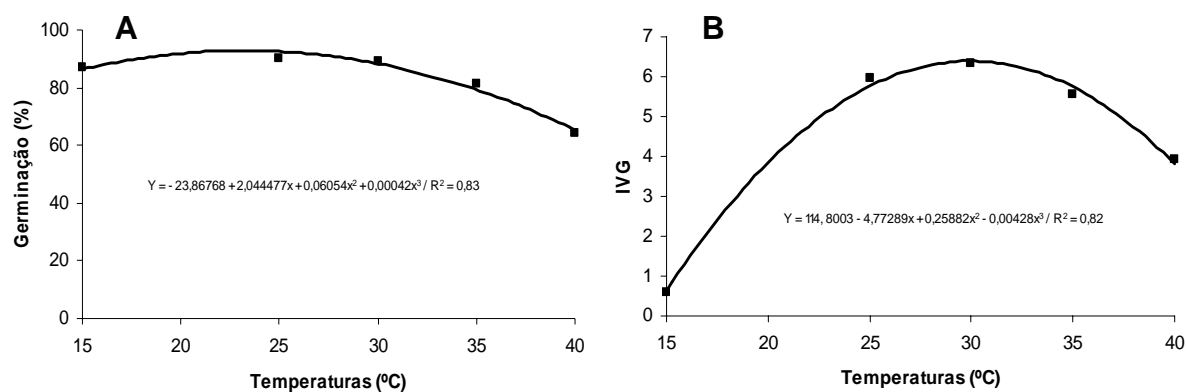 A
100
80
60
40
20
0
Germinação (%)
Y = - 23,86768 + 2,044477x + 0,06054x² + 0,00042x³ / R² = 0,83
15 20 25 30 35 40
Temperaturas (ºC)
B
7
6
5
4
3
2
1
0
IVG
Y = 114, 8003 - 4,77289x + 0,25882x² - 0,00428x³ / R² = 0,82
15 20 25 30 35 40
Temperaturas (ºC)